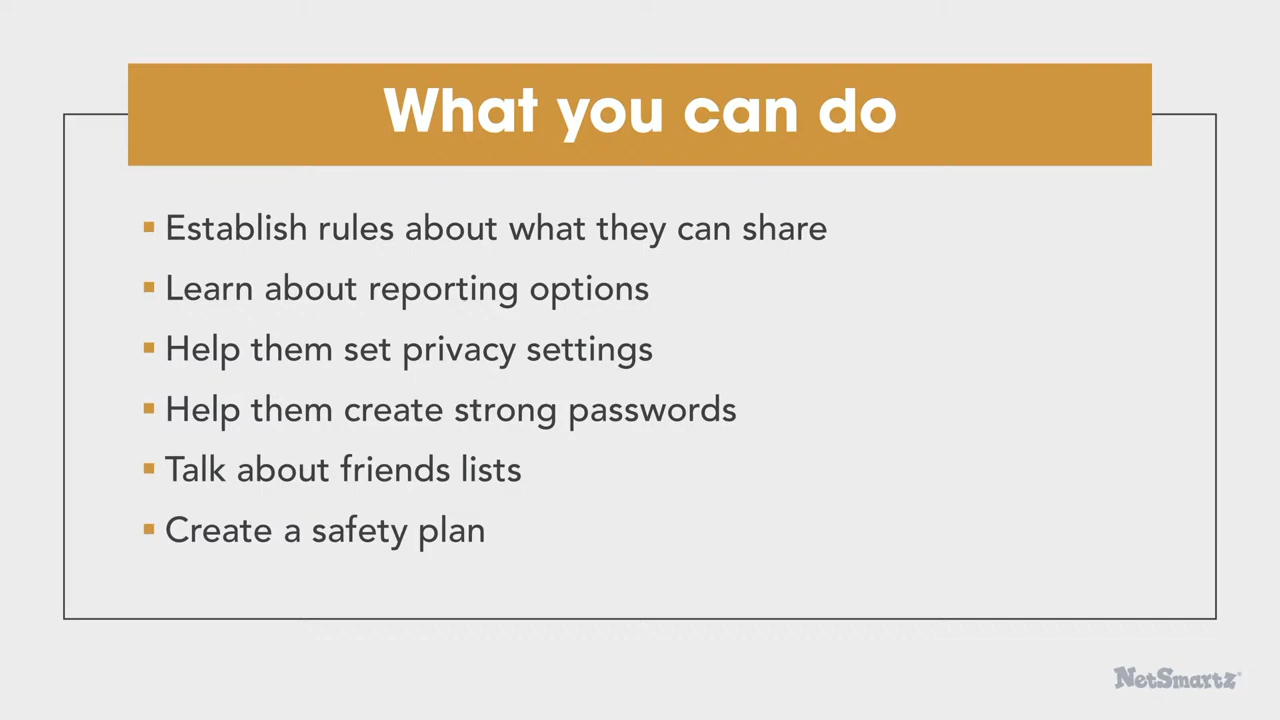 What you can do
▪ Establish rules about what they can share
▪ Learn about reporting options
▪ Help them set privacy settings
▪ Help them create strong passwords
▪ Talk about friends lists
▪ Create a safety plan
NetSmartz®